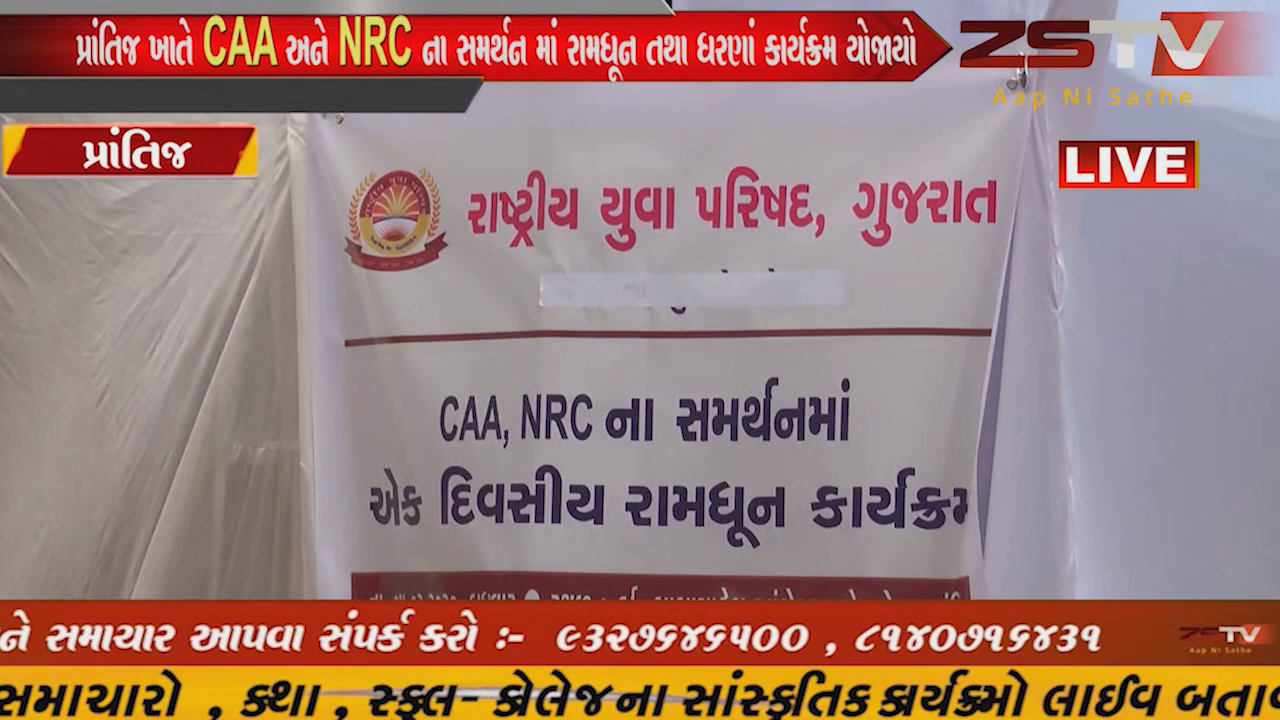 પ્રાંતિજ ખાતે CAA અને NRC ના સમર્થન માં રામધૂન તથા ધરણાં કાર્યક્રમ યોજાયો
ZSTV
Aap Ni Sathe
પ્રાંતિજ
LIVE
રાષ્ટ્રીય યુવા પરિષદ, ગુજરાત
CAA, NRC ના સમર્થનમાં
એક દિવસીય રામધૂન કાર્યક્રમ
ને સમાચાર આપવા સંપર્ક કરો :- ૯૩૨૭૬૪૬૫૦૦ , ૮૧૪૦૭૧૬૪૩૧
ZSTV
Aap Ni Sathe
સમાચારો , કથા , સ્કૂલ- કોલેજના સાંસ્કૃતિક કાર્યક્રમો લાઈવ